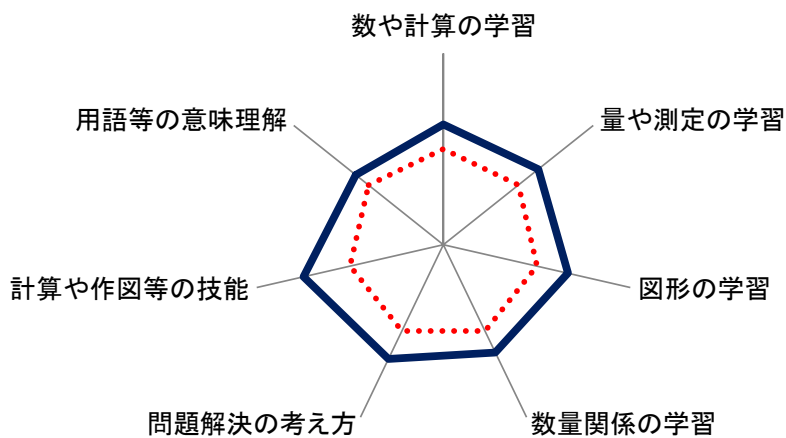 数や計算の学習
用語等の意味理解
量や測定の学習
計算や作図等の技能
図形の学習
問題解決の考え方
数量関係の学習